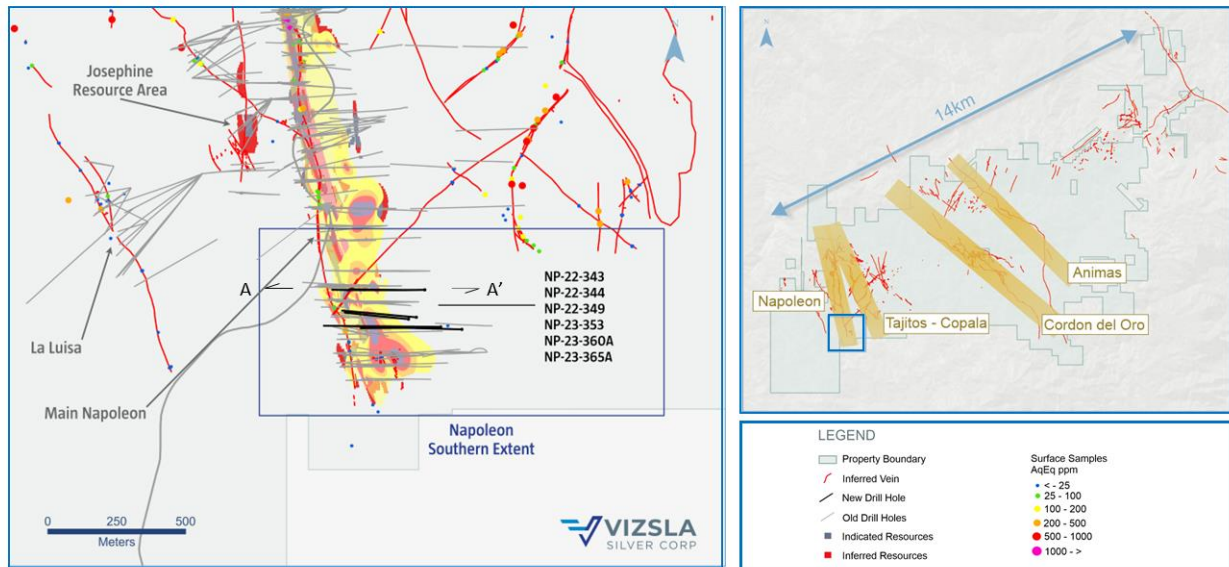 Josephine
Resource Area
La Luisa
Main Napoleon
A
A'
NP-22-343
NP-22-344
NP-22-349
NP-23-353
NP-23-360A
NP-23-365A
Napoleon
Southern Extent
0 250 500
Meters
VIZSLA
SILVER CORP
N
N
14km
Napoleon
Tajitos - Copala
Animas
Cordon del Oro
LEGEND
Property Boundary
Inferred Vein
New Drill Hole
Old Drill Holes
Indicated Resources
Inferred Resources
Surface Samples
AqEq ppm
< - 25
25 - 100
100 - 200
200 - 500
500 - 1000
1000 - >